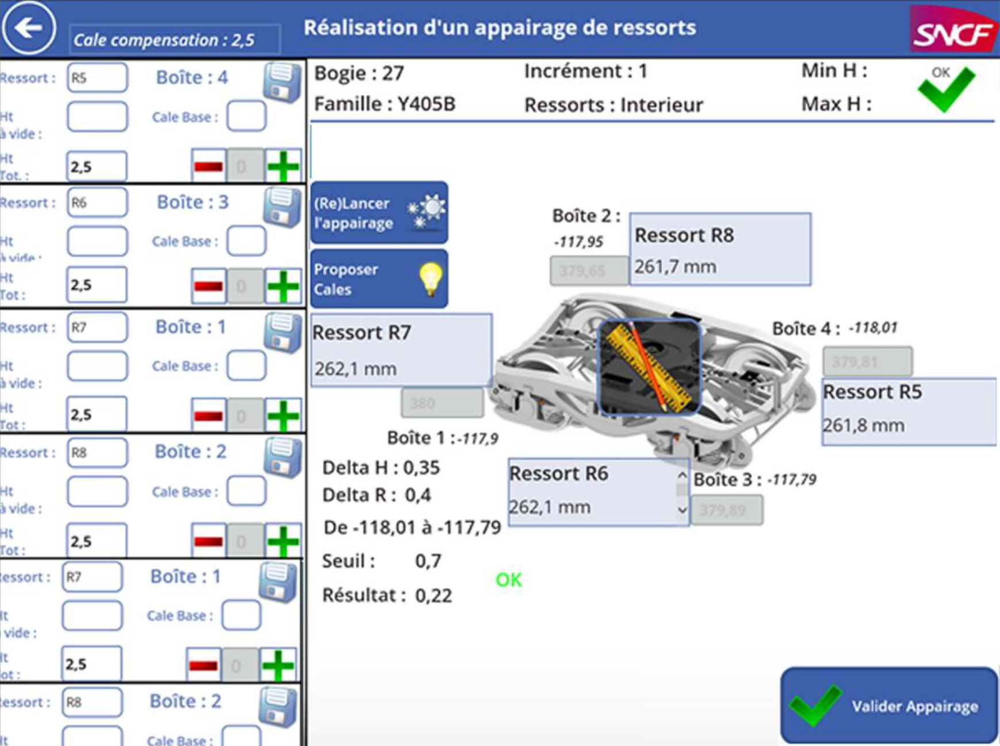 Cale compensation : 2,5
Réalisation d'un appairage de ressorts
SNCF
Ressort : R5 Boîte : 4
Ht
à vide :
Cale Base :
Ht
Tot. :
2,5
0
Ressort : R6 Boîte : 3
Ht
à vide :
Cale Base :
Ht
Tot :
2,5
0
Ressort : R7 Boîte : 1
Ht
à vide :
Cale Base :
Ht
Tot :
2,5
0
Ressort : R8 Boîte : 2
Ht
à vide :
Cale Base :
Ht
Tot :
2,5
0
essort : R7 Boîte : 1
Ht
vide :
Cale Base :
Ht
ot :
2,5
0
essort : R8 Boîte : 2
Ht
Cale Base :
Bogie : 27
Incrément : 1
Min H :
OK
Famille : Y405B
Ressorts : Interieur
Max H :
(Re)Lancer
l'appairage
Proposer
Cales
Boîte 2 :
-117,95
379,65
Ressort R8
261,7 mm
Ressort R7
262,1 mm
380
Boîte 1 : -117,9
Boîte 4 : -118,01
379,81
Ressort R5
261,8 mm
Ressort R6
262,1 mm
Boîte 3 : -117,79
379,89
Delta H : 0,35
Delta R : 0,4
De -118,01 à -117,79
Seuil : 0,7
OK
Résultat : 0,22
Valider Appairage